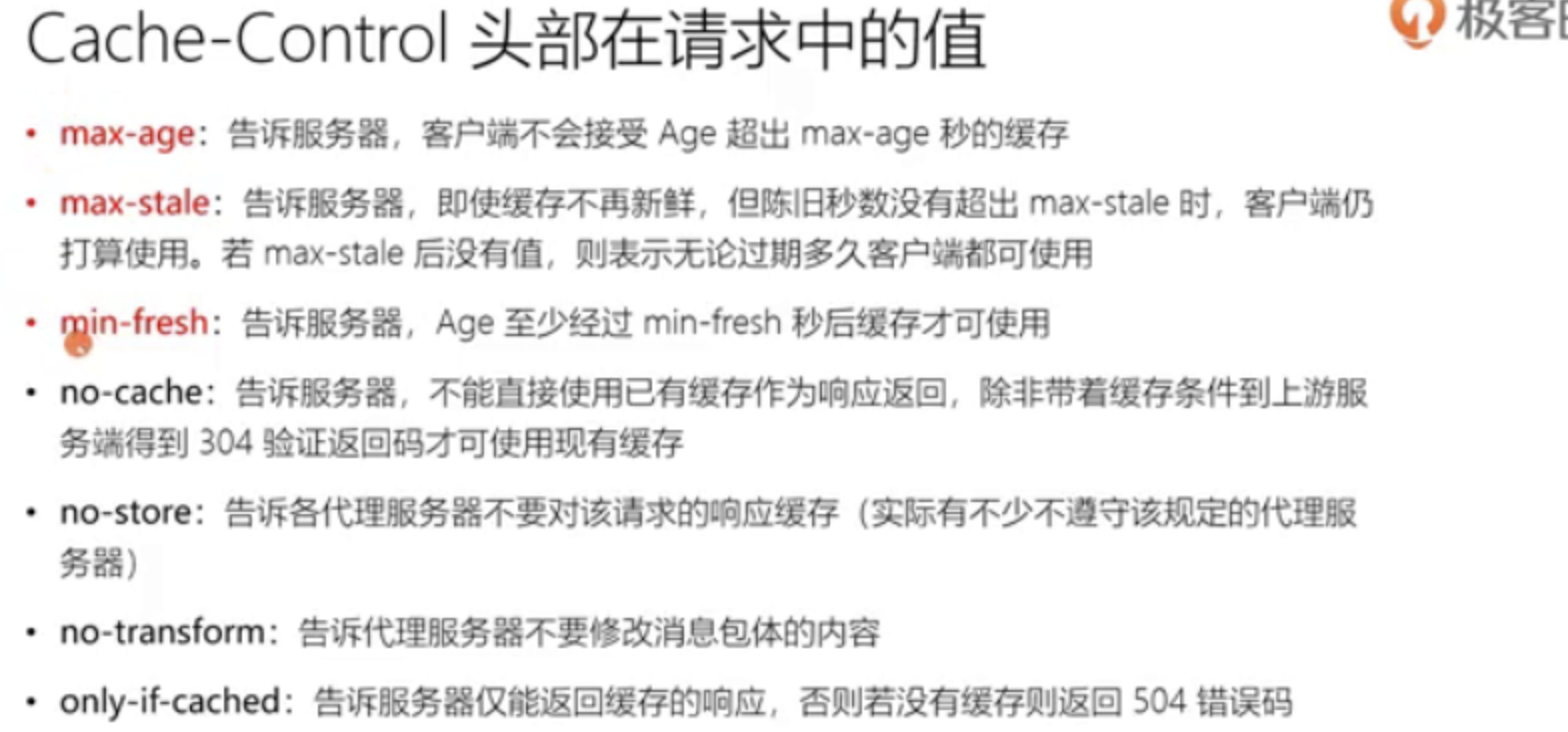 Cache-Control 头部在请求中的值
极客
• max-age：告诉服务器，客户端不会接受 Age 超出 max-age 秒的缓存
• max-stale：告诉服务器，即使缓存不再新鲜，但陈旧秒数没有超出 max-stale 时，客户端仍
打算使用。若 max-stale 后没有值，则表示无论过期多久客户端都可使用
• min-fresh：告诉服务器，Age 至少经过 min-fresh 秒后缓存才可使用
• no-cache：告诉服务器，不能直接使用已有缓存作为响应返回，除非带着缓存条件到上游服
务端得到 304 验证返回码才可使用现有缓存
• no-store：告诉各代理服务器不要对该请求的响应缓存（实际有不少不遵守该规定的代理服
务器）
• no-transform：告诉代理服务器不要修改消息包体的内容
• only-if-cached：告诉服务器仅能返回缓存的响应，否则若没有缓存则返回 504 错误码